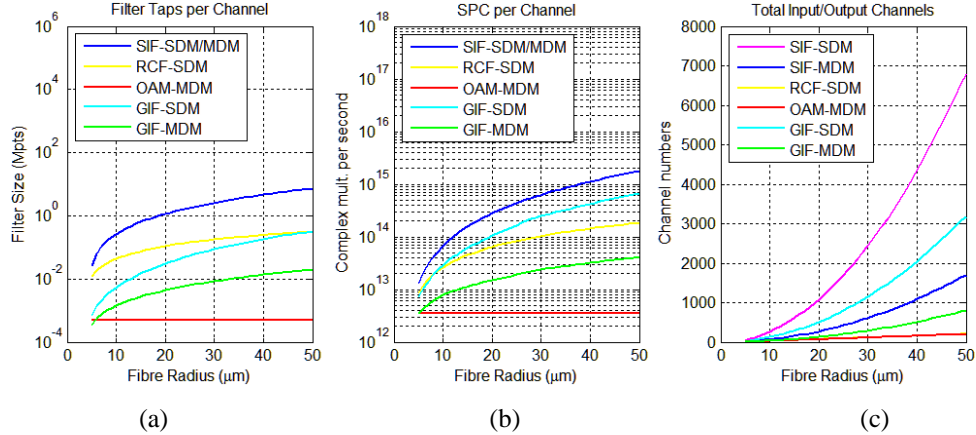 Filter Taps per Channel
10^6
10^4
10^2
10^0
10^-2
10^-4
Filter Size (Mpts)
SIF-SDM/MDM
RCF-SDM
OAM-MDM
GIF-SDM
GIF-MDM
0 10 20 30 40 50
Fibre Radius (μm)
(a)
SPC per Channel
10^18
10^17
10^16
10^15
10^14
10^13
10^12
Complex mult. per second
SIF-SDM/MDM
RCF-SDM
OAM-MDM
GIF-SDM
GIF-MDM
0 10 20 30 40 50
Fibre Radius (μm)
(b)
Total Input/Output Channels
8000
7000
6000
5000
4000
3000
2000
1000
0
Channel numbers
SIF-SDM
SIF-MDM
RCF-SDM
OAM-MDM
GIF-SDM
GIF-MDM
0 10 20 30 40 50
Fibre Radius (μm)
(c)